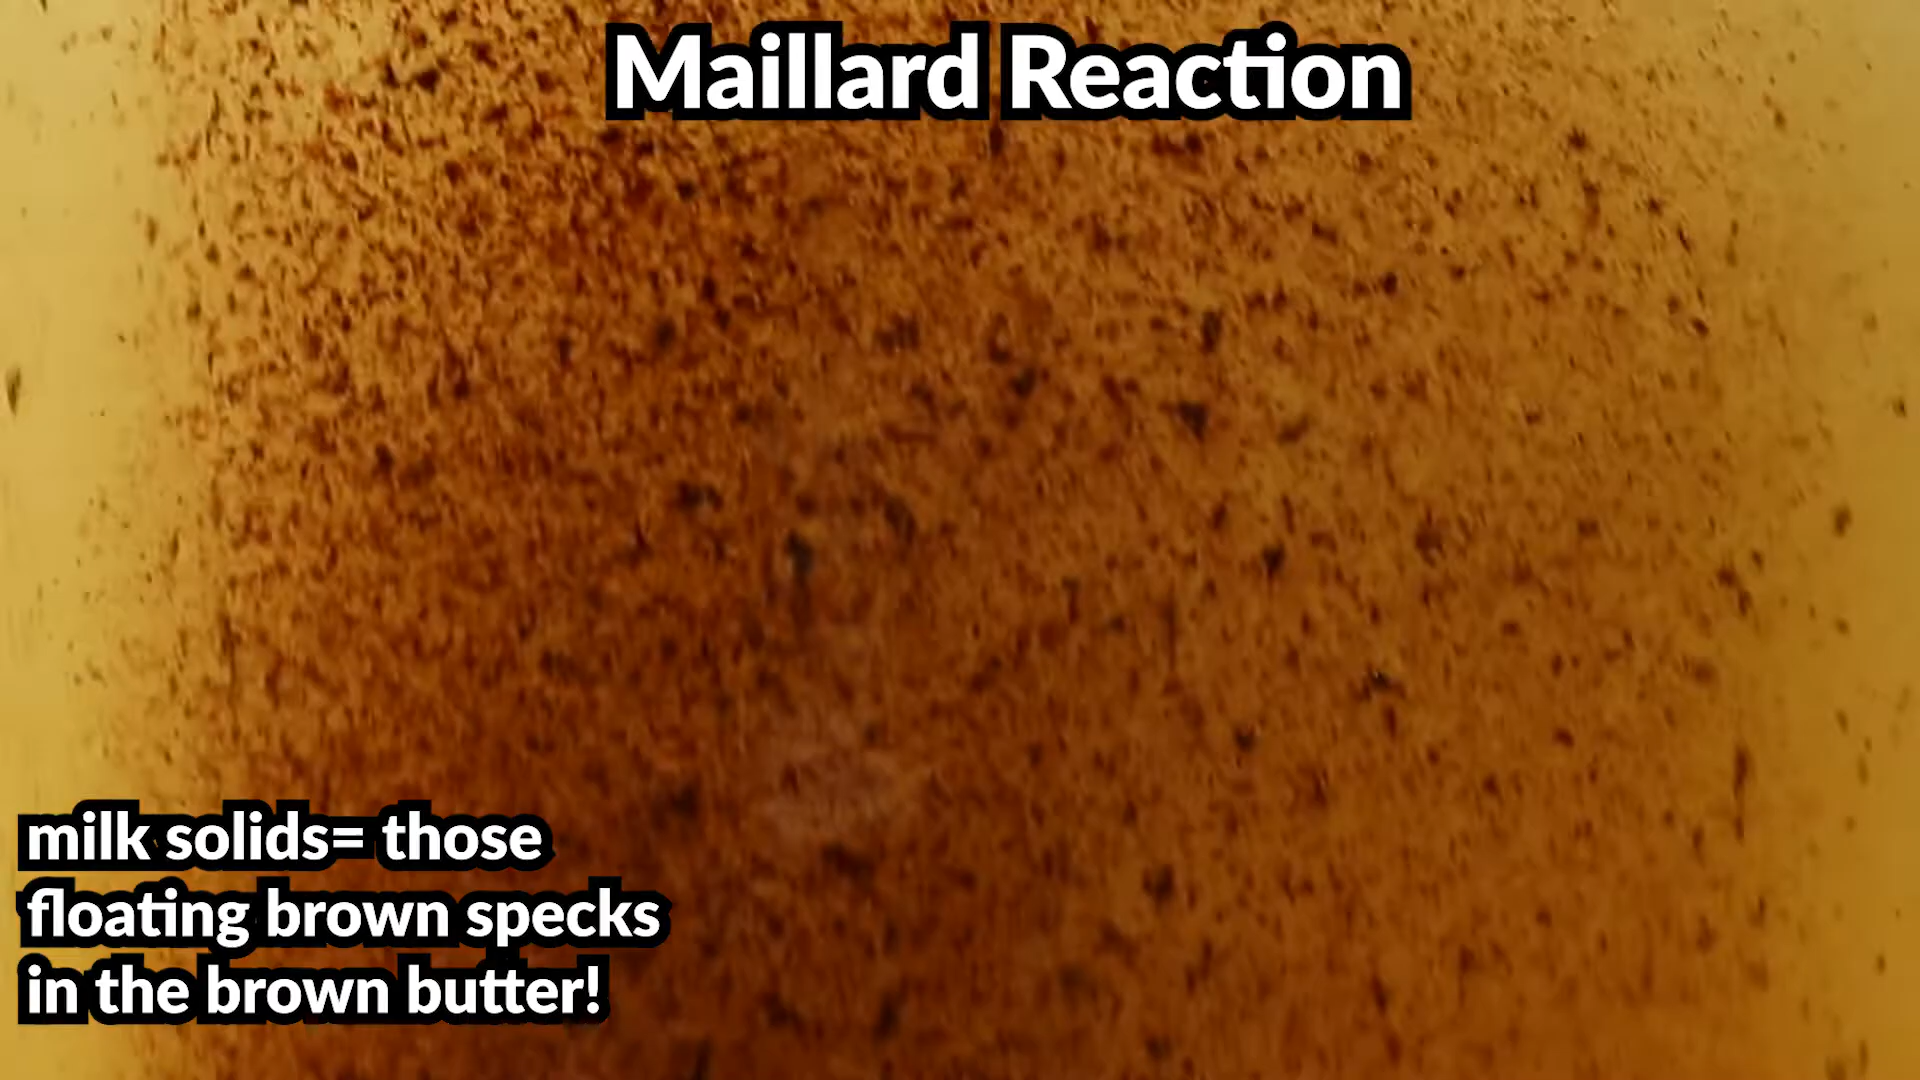 Maillard Reaction
milk solids= those
floating brown specks
in the brown butter!